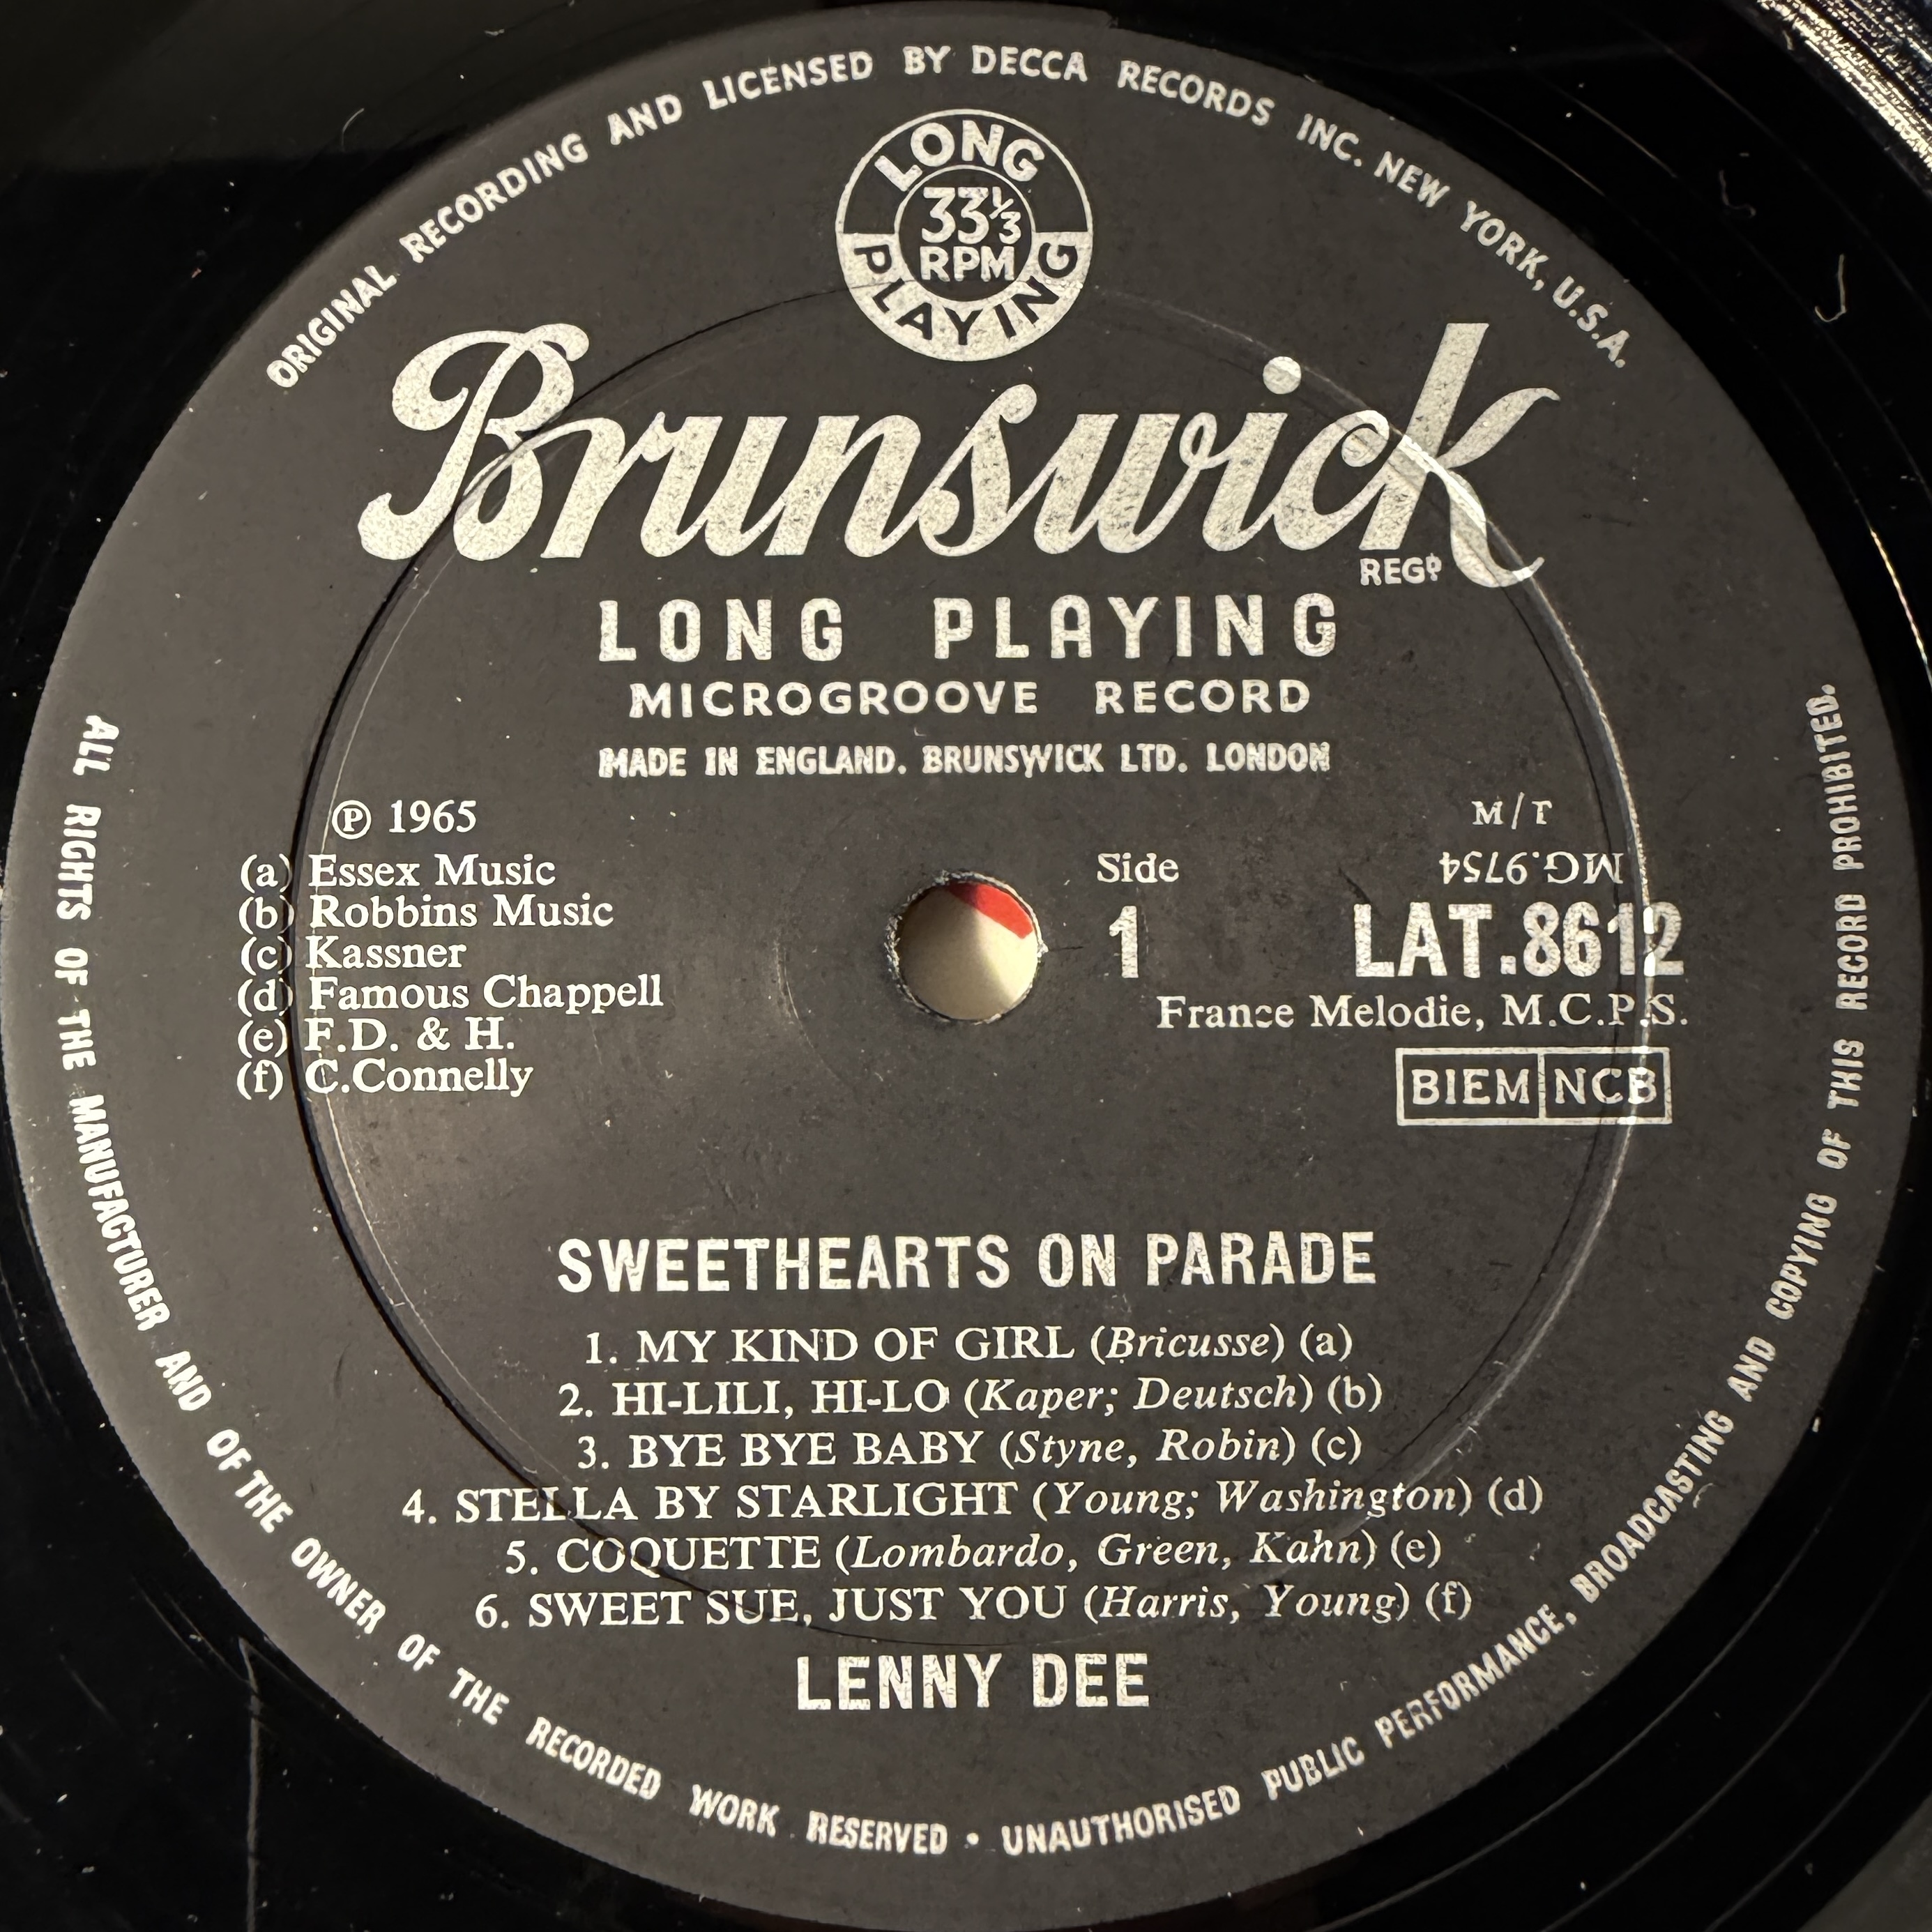 ORIGINAL RECORDING AND LICENSED BY DECCA RECORDS INC. NEW YORK, U.S.A.
LONG
33⅓
RPM
PLAYING
Brunswick
REGD
LONG PLAYING
MICROGROOVE RECORD
MADE IN ENGLAND. BRUNSWICK LTD. LONDON
℗ 1965
(a) Essex Music
(b) Robbins Music
(c) Kassner
(d) Famous Chappell
(e) F.D. & H.
(f) C.Connelly
Side
1
M/T
MG.9754
LAT.8612
France Melodie, M.C.P.S.
BIEM NCB
SWEETHEARTS ON PARADE
1. MY KIND OF GIRL (Bricusse) (a)
2. HI-LILI, HI-LO (Kaper; Deutsch) (b)
3. BYE BYE BABY (Styne, Robin) (c)
4. STELLA BY STARLIGHT (Young; Washington) (d)
5. COQUETTE (Lombardo, Green, Kahn) (e)
6. SWEET SUE, JUST YOU (Harris, Young) (f)
LENNY DEE
ALL RIGHTS OF THE MANUFACTURER AND OF THE OWNER OF THE RECORDED WORK RESERVED • UNAUTHORISED PUBLIC PERFORMANCE, BROADCASTING AND COPYING OF THIS RECORD PROHIBITED.